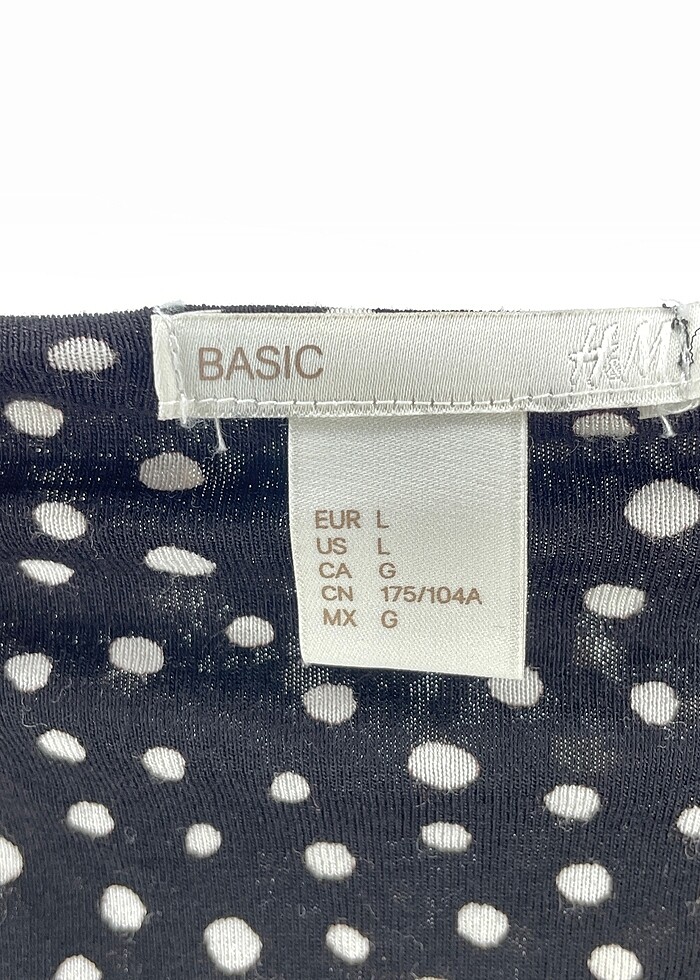 BASIC H&M
EUR L
US L
CA G
CN 175/104A
MX G